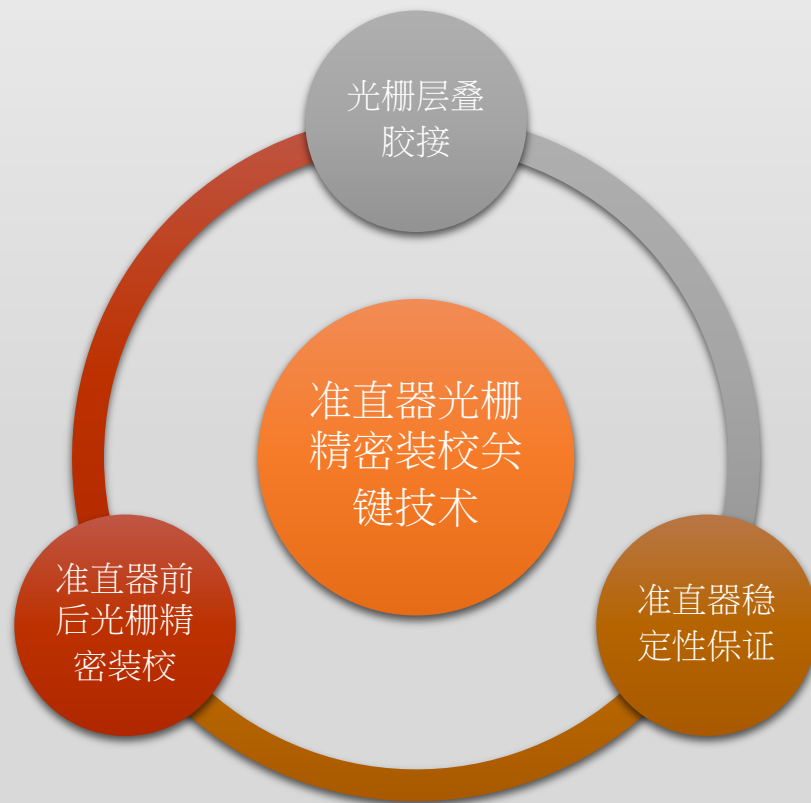 光栅层叠
胶接
准直器光栅
精密装校关
键技术
准直器前
后光栅精
密装校
准直器稳
定性保证